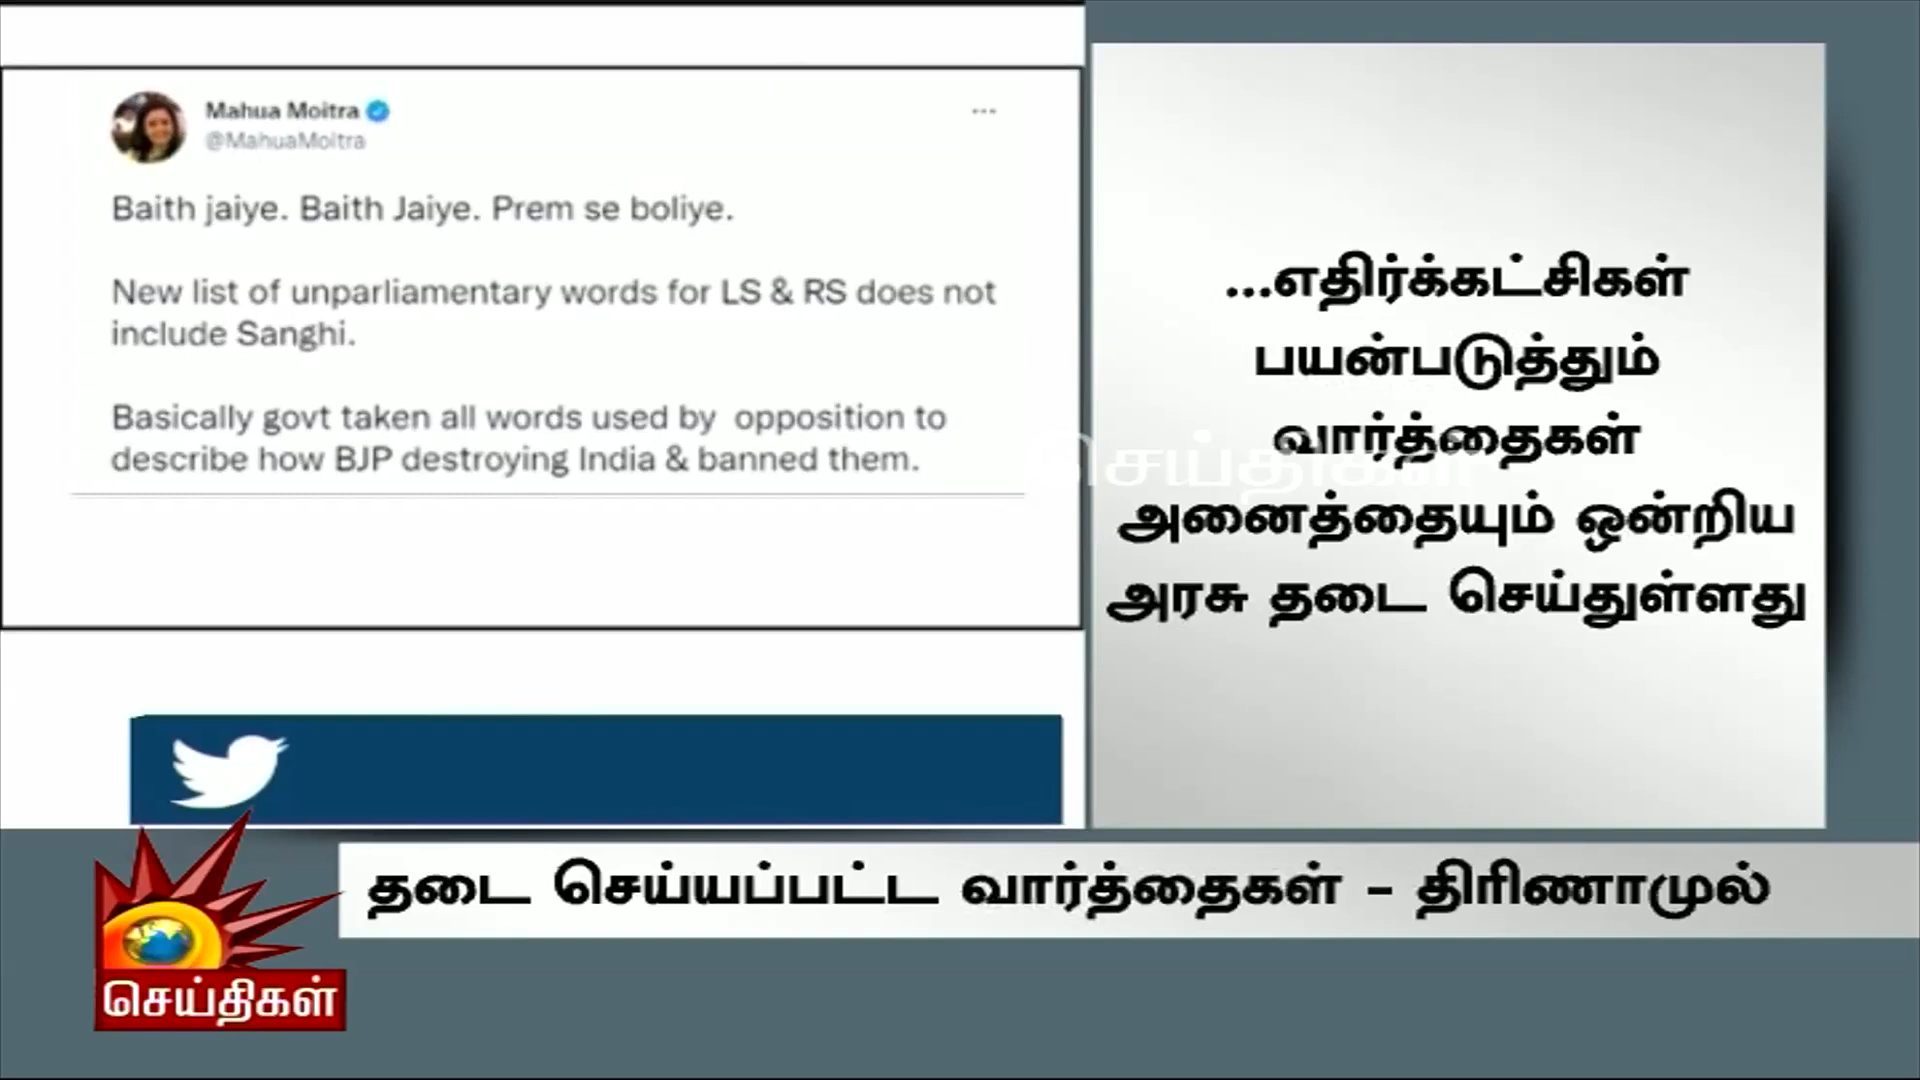 Mahua Moitra
@MahuaMoitra
Baith jaiye. Baith Jaiye. Prem se boliye.
New list of unparliamentary words for LS & RS does not
include Sanghi.
Basically govt taken all words used by opposition to
describe how BJP destroying India & banned them.
...எதிர்க்கட்சிகள்
பயன்படுத்தும்
வார்த்தைகள்
அனைத்தையும் ஒன்றிய
அரசு தடை செய்துள்ளது
செய்திகள்
தடை செய்யப்பட்ட வார்த்தைகள் – திரிணாமுல்
செய்திகள்